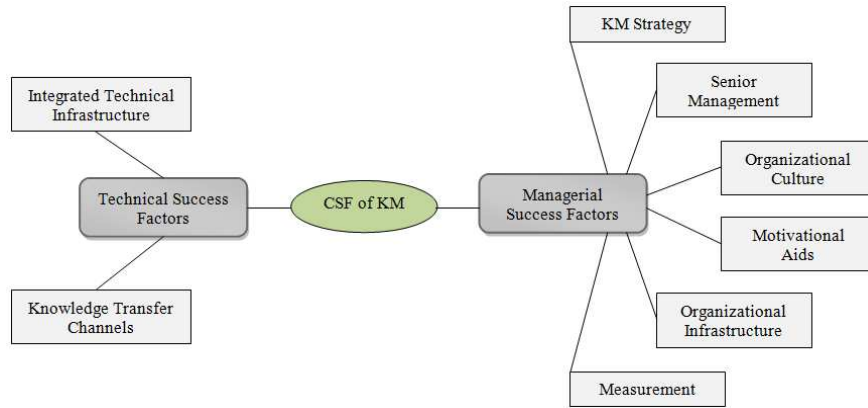 KM Strategy
Senior
Management
Integrated Technical
Infrastructure
Organizational
Culture
Technical Success
Factors
CSF of KM
Managerial
Success Factors
Motivational
Aids
Knowledge Transfer
Channels
Organizational
Infrastructure
Measurement